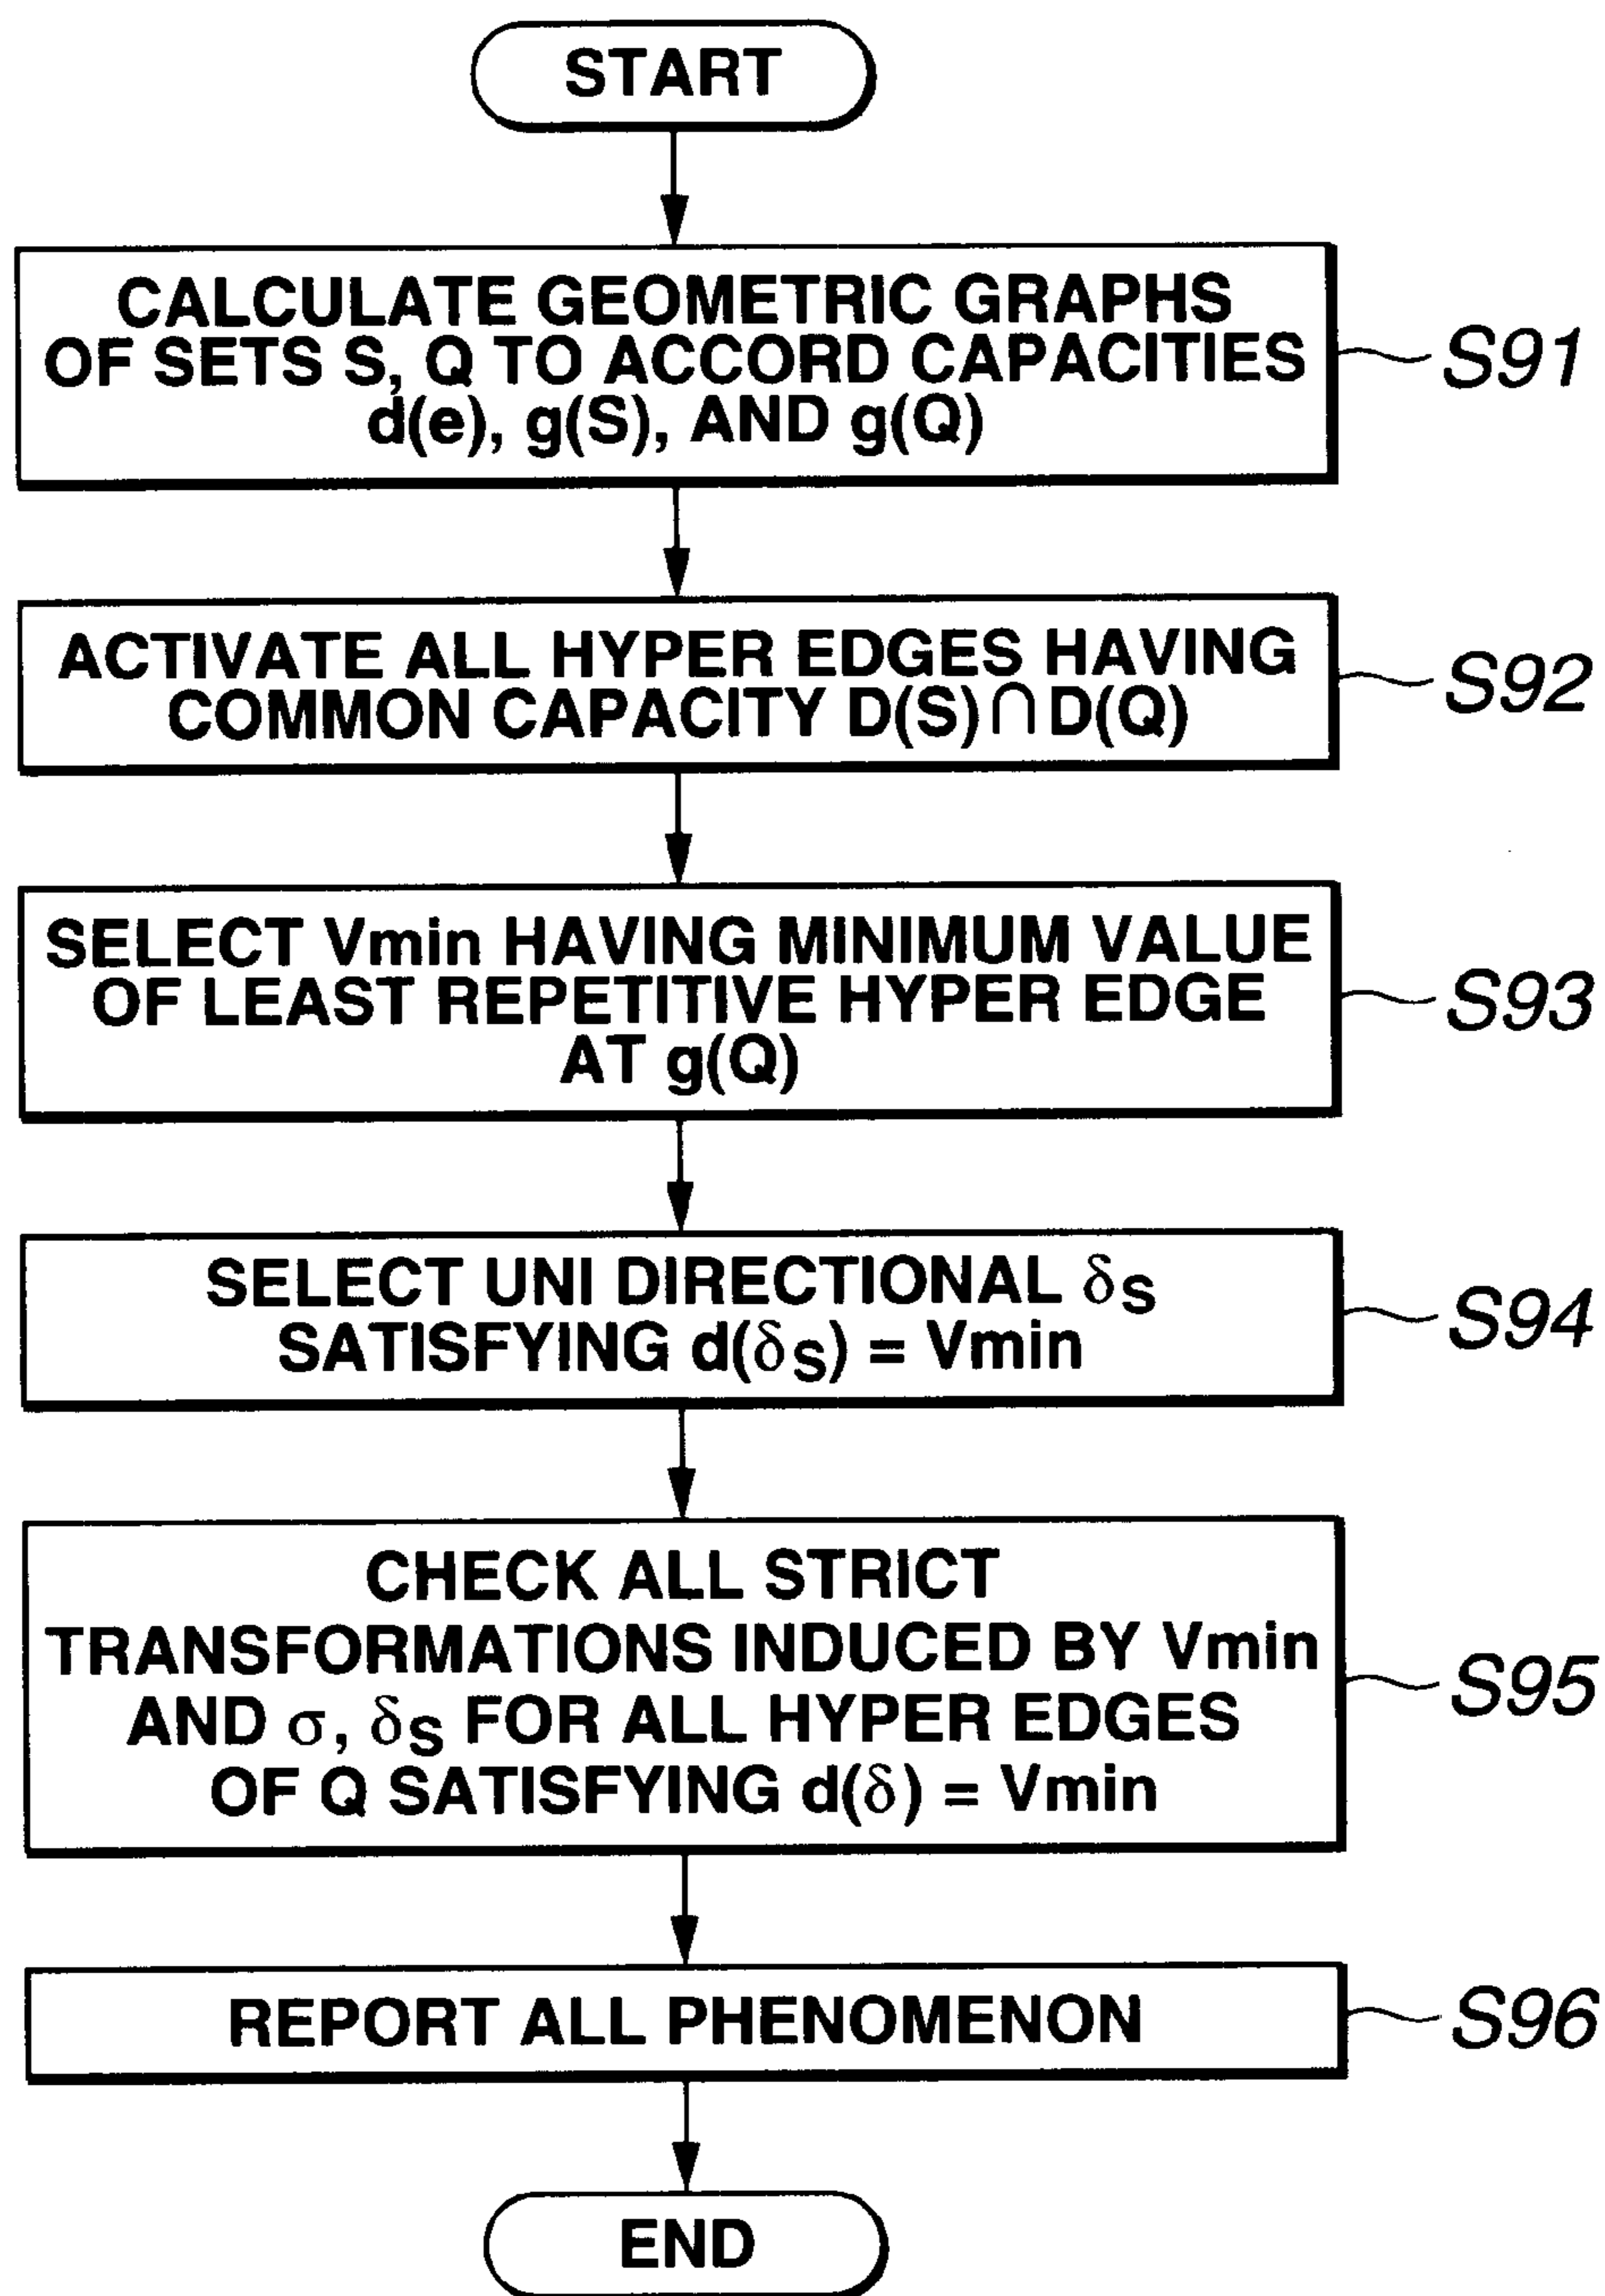 START
CALCULATE GEOMETRIC GRAPHS
OF SETS S, Q TO ACCORD CAPACITIES
d(e), g(S), AND g(Q)
S91
ACTIVATE ALL HYPER EDGES HAVING
COMMON CAPACITY D(S)∩D(Q)
S92
SELECT Vmin HAVING MINIMUM VALUE
OF LEAST REPETITIVE HYPER EDGE
AT g(Q)
S93
SELECT UNI DIRECTIONAL δS
SATISFYING d(δS) = Vmin
S94
CHECK ALL STRICT
TRANSFORMATIONS INDUCED BY Vmin
AND σ, δS FOR ALL HYPER EDGES
OF Q SATISFYING d(δ) = Vmin
S95
REPORT ALL PHENOMENON
S96
END